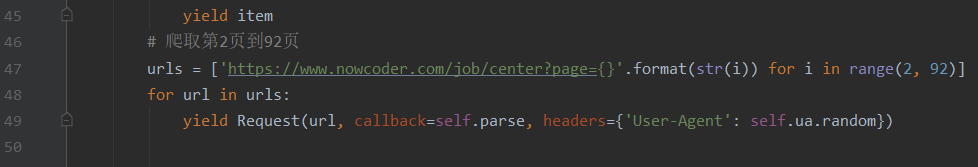 45 yield item
46 # 爬取第2页到92页
47 urls = ['https://www.nowcoder.com/job/center?page={}'.format(str(i)) for i in range(2, 92)]
48 for url in urls:
49 yield Request(url, callback=self.parse, headers={'User-Agent': self.ua.random})
50